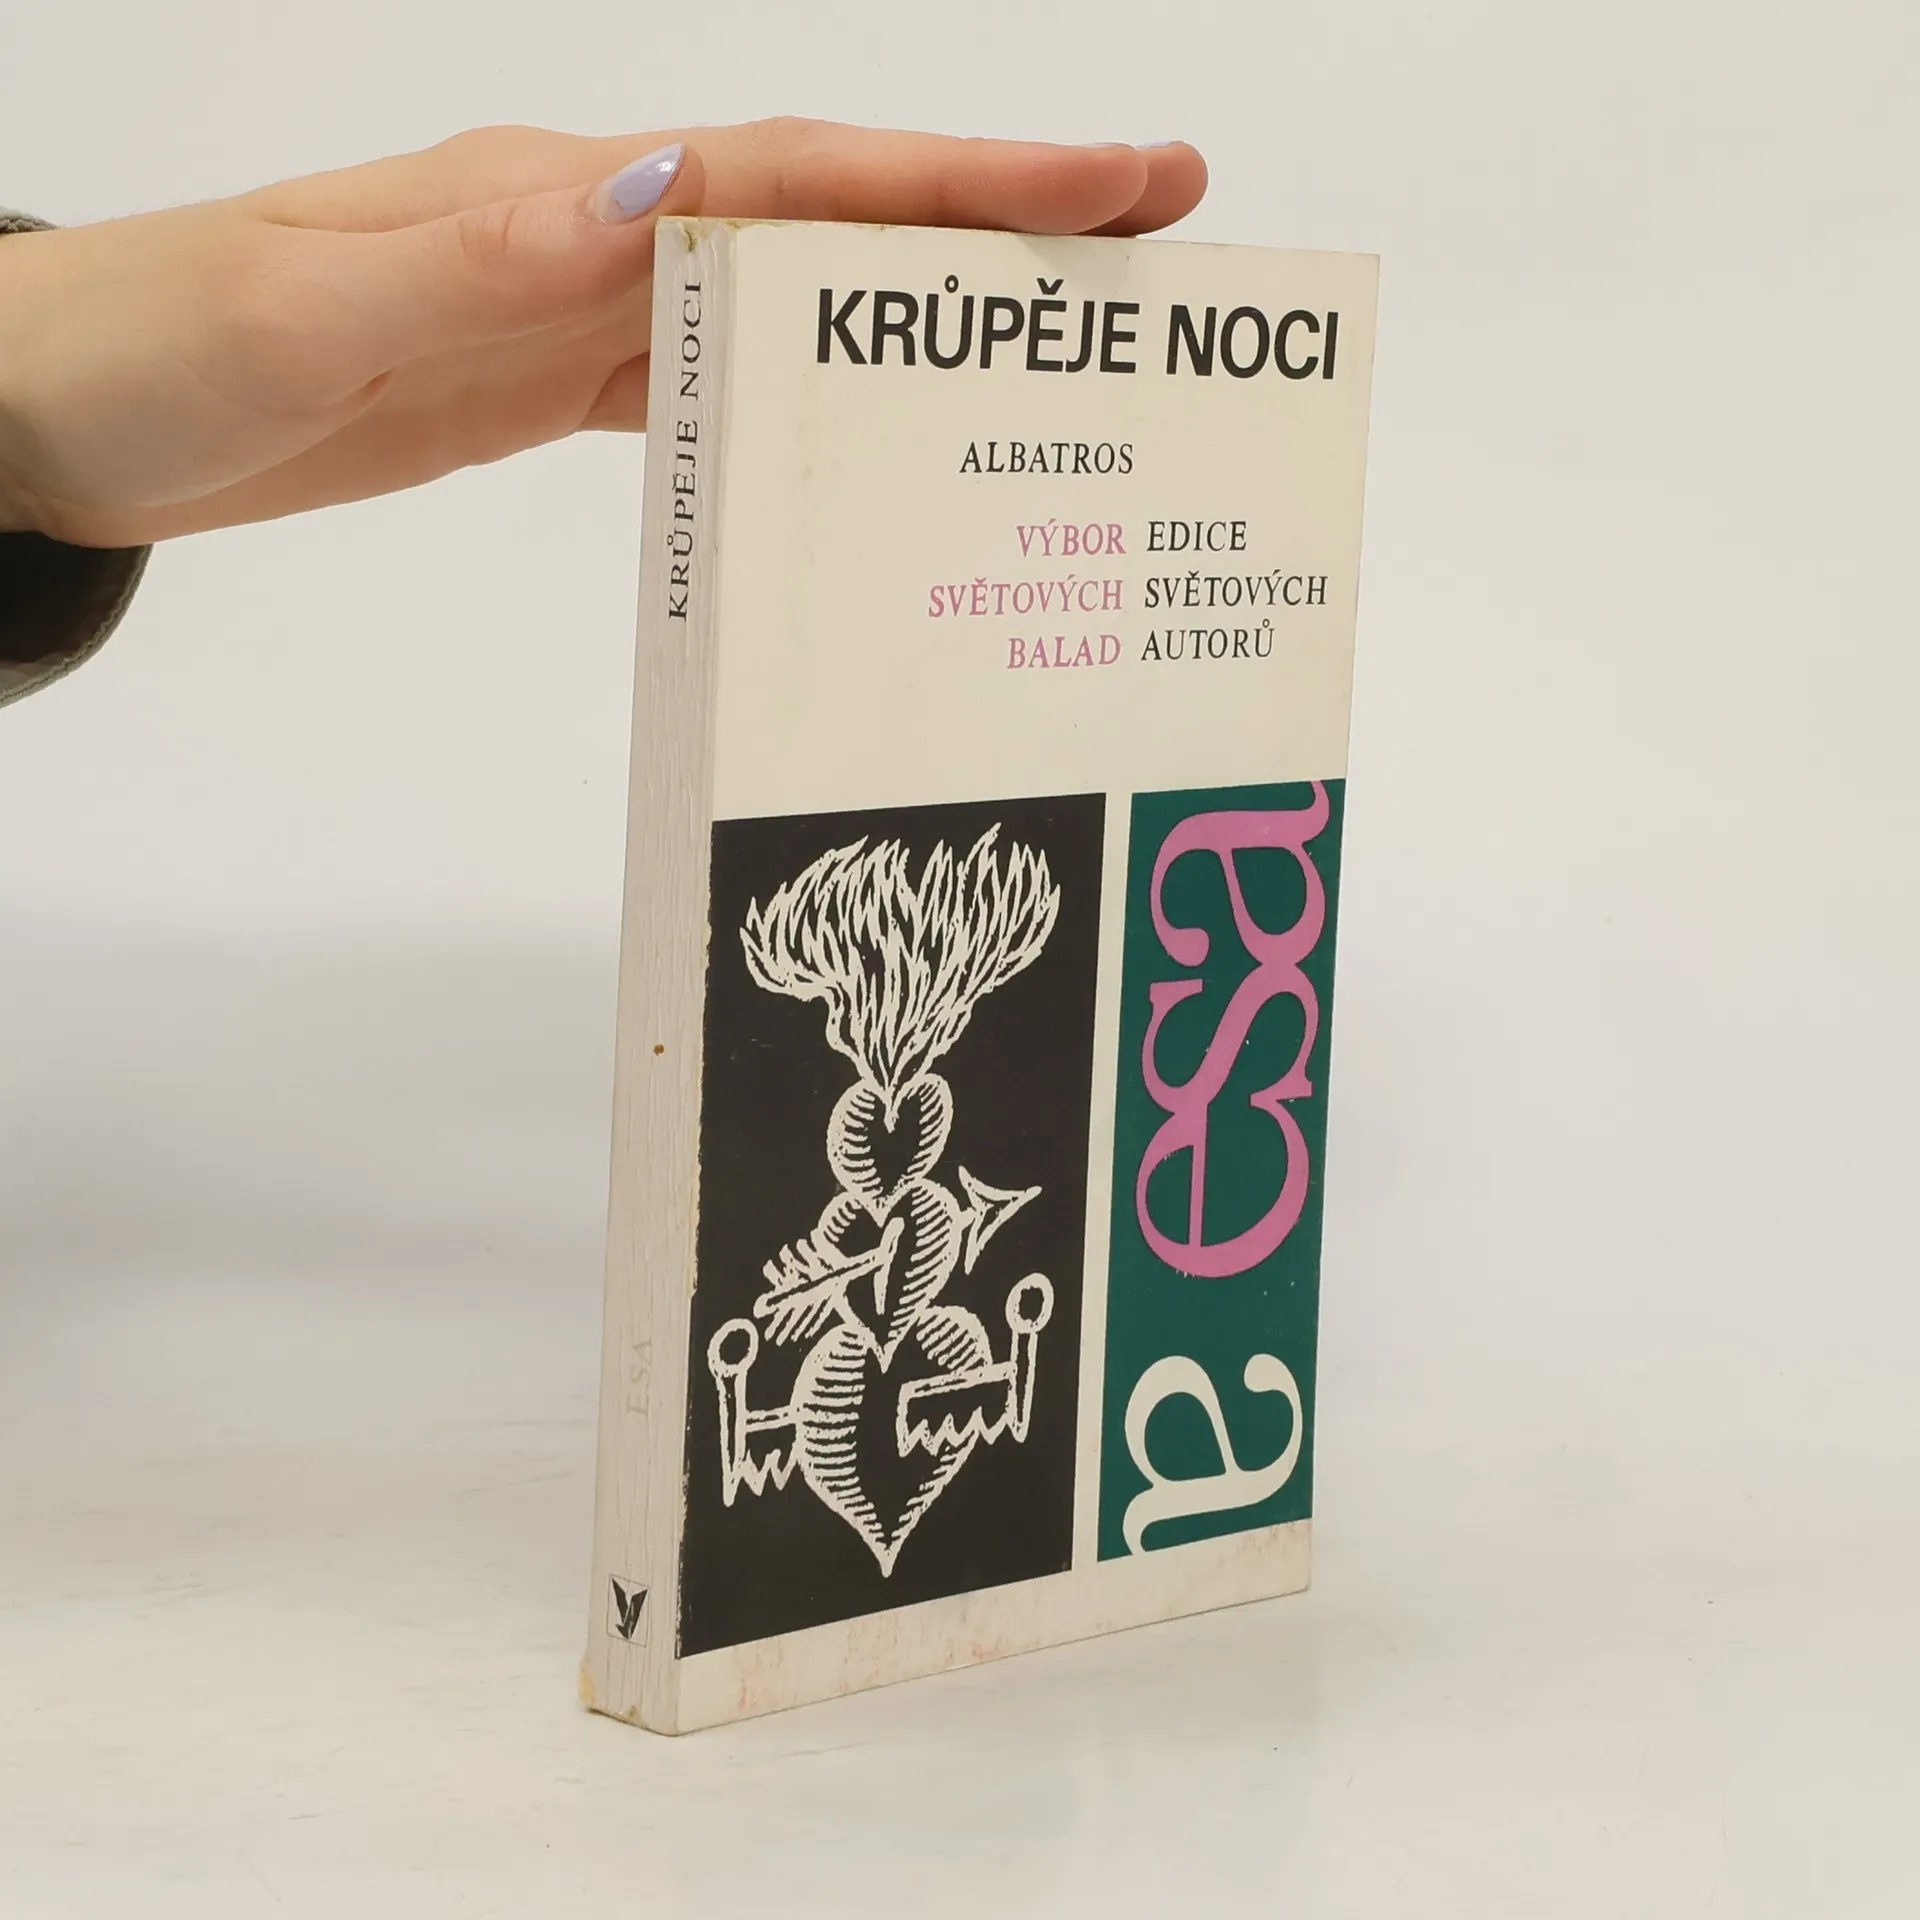 KRŮPĚJE NOCI
ALBATROS
VÝBOR EDICE
SVĚTOVÝCH SVĚTOVÝCH
BALAD AUTORŮ
esa
a
KRŮPĚJE NOCI
ESA